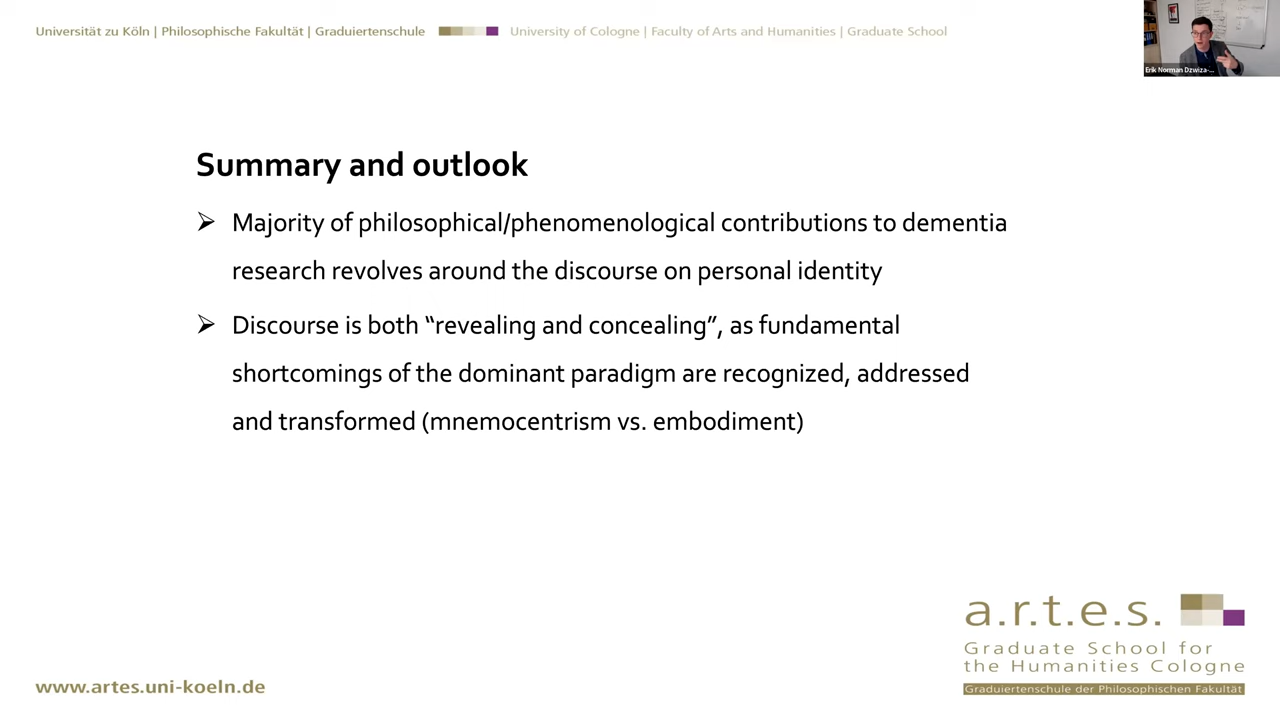 Universität zu Köln | Philosophische Fakultät | Graduiertenschule University of Cologne | Faculty of Arts and Humanities | Graduate School
Erik Norman Dzwiza-...
Summary and outlook
➢ Majority of philosophical/phenomenological contributions to dementia
research revolves around the discourse on personal identity
➢ Discourse is both “revealing and concealing”, as fundamental
shortcomings of the dominant paradigm are recognized, addressed
and transformed (mnemocentrism vs. embodiment)
a.r.t.e.s.
Graduate School for
the Humanities Cologne
Graduiertenschule der Philosophischen Fakultät
www.artes.uni-koeln.de